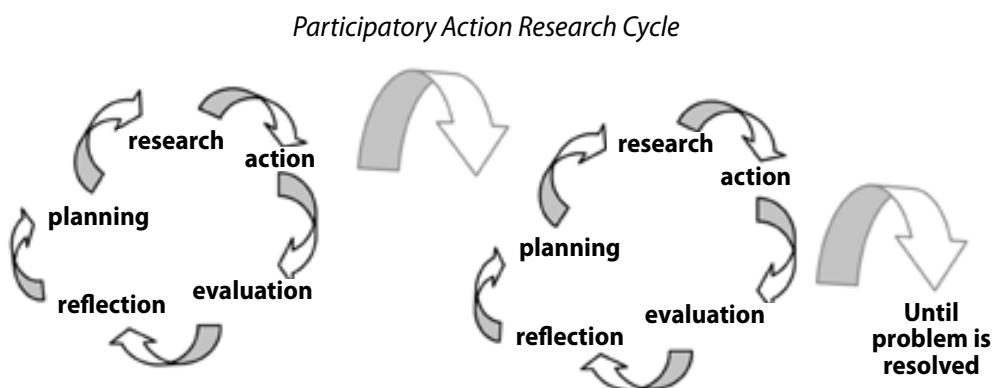 Participatory Action Research Cycle
research
action
planning
evaluation
reflection
research
action
planning
evaluation
reflection
Until
problem is
resolved